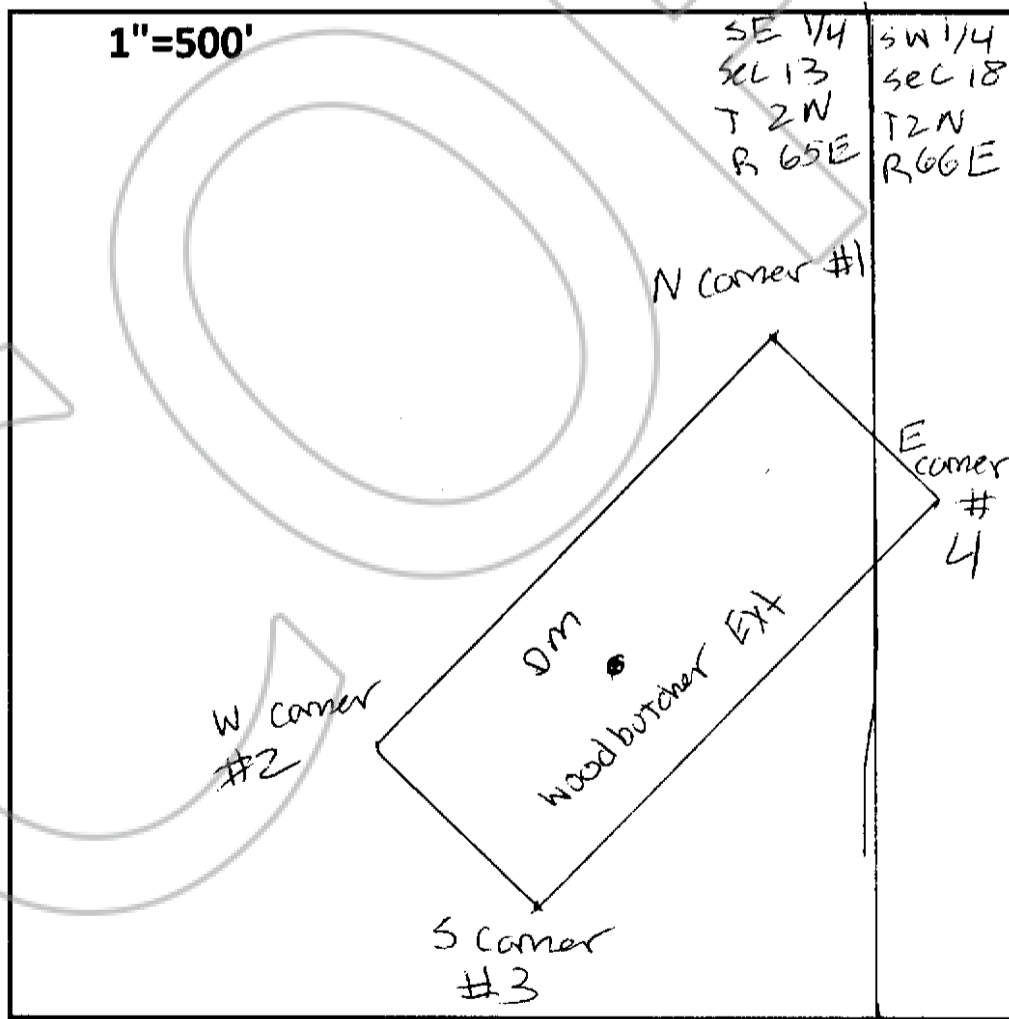 1"=500'
SE 1/4
Sec 13
T 2N
R 65E
SW 1/4
Sec 18
T2N
R66E
N Corner #1
E
corner
#
4
DM
Woodbutcher Ext
W Corner
#2
S Corner
#3